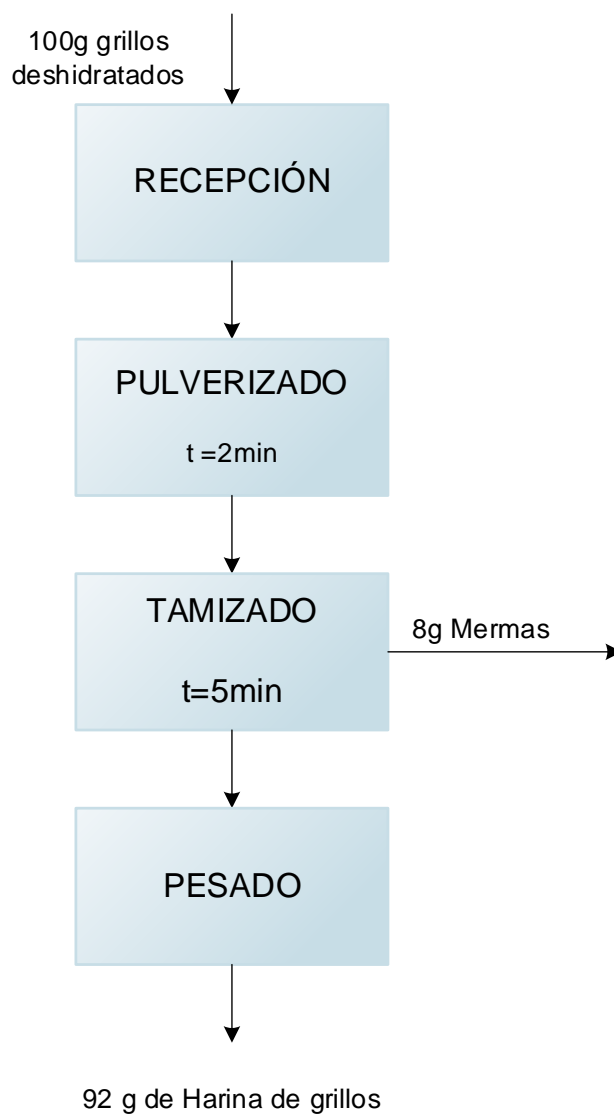 100g grillos
deshidratados
RECEPCIÓN
PULVERIZADO
t =2min
TAMIZADO
8g Mermas
t=5min
PESADO
92 g de Harina de grillos